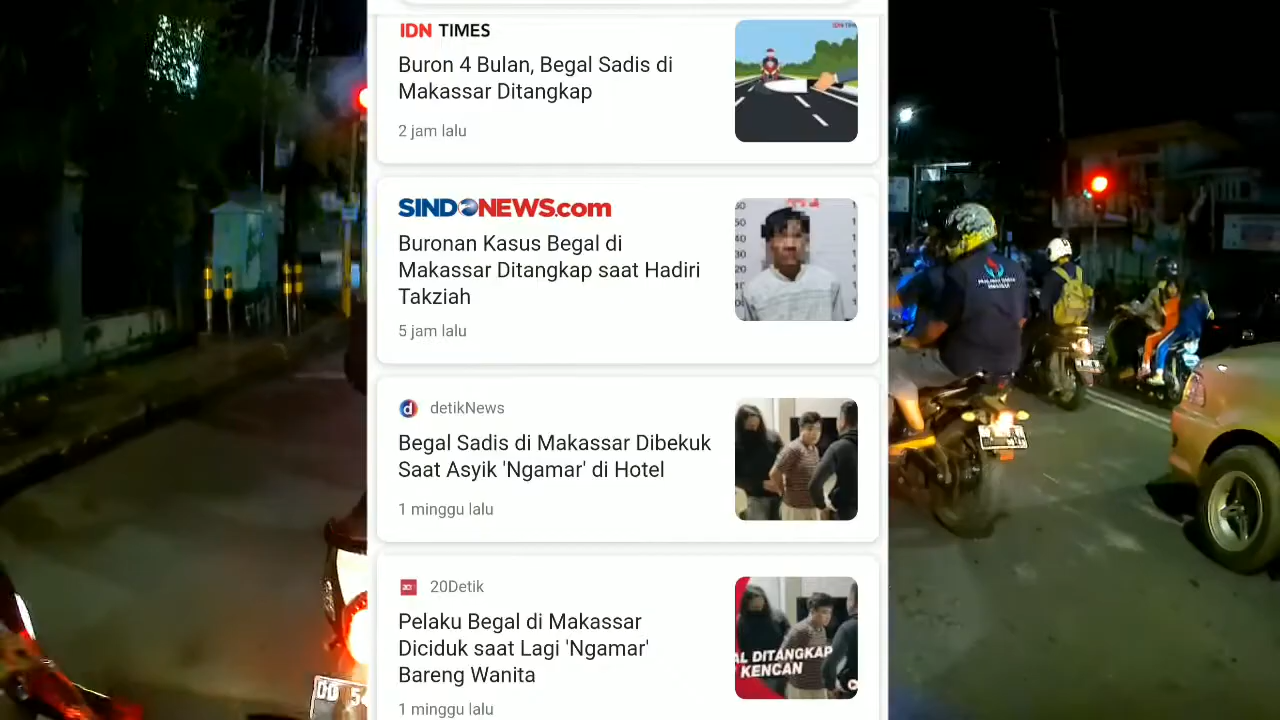 IDN TIMES
Buron 4 Bulan, Begal Sadis di
Makassar Ditangkap
2 jam lalu
SINDONEWS.com
Buronan Kasus Begal di
Makassar Ditangkap saat Hadiri
Takziah
5 jam lalu
detikNews
Begal Sadis di Makassar Dibekuk
Saat Asyik 'Ngamar' di Hotel
1 minggu lalu
20Detik
Pelaku Begal di Makassar
Diciduk saat Lagi 'Ngamar'
Bareng Wanita
1 minggu lalu
AL DITANGKAP
KENCAN
DD 5